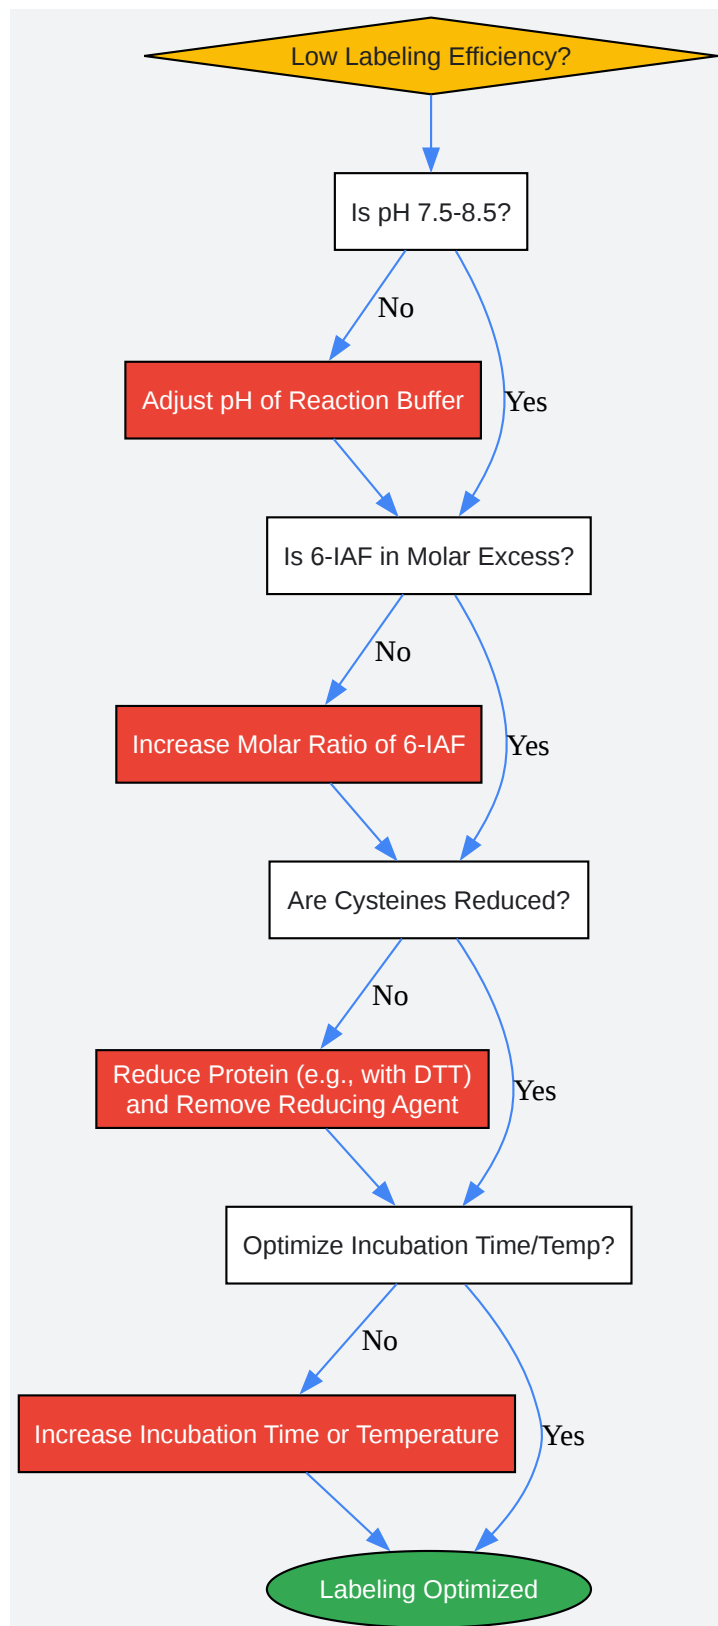 Low Labeling Efficiency?
Is pH 7.5-8.5?
No
Adjust pH of Reaction Buffer
Yes
Is 6-IAF in Molar Excess?
No
Increase Molar Ratio of 6-IAF
Yes
Are Cysteines Reduced?
No
Reduce Protein (e.g., with DTT)
and Remove Reducing Agent
Yes
Optimize Incubation Time/Temp?
No
Increase Incubation Time or Temperature
Yes
Labeling Optimized